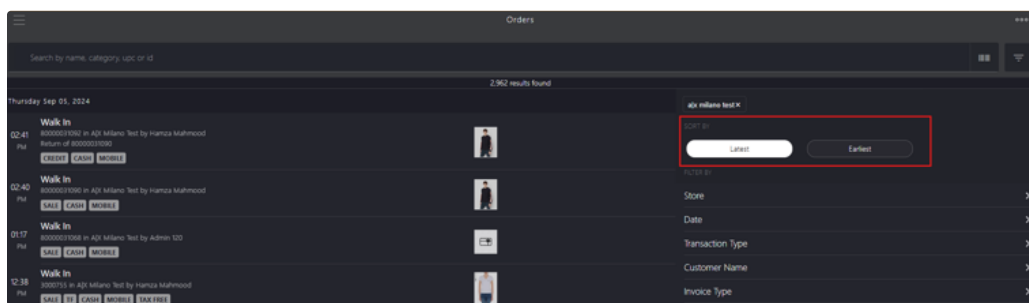 Orders
Search by name, category, upc or id
2,962 results found
Thursday Sep 05, 2024
02:41 PM
Walk In
80000031092 in A|X Milano Test by Hamza Mahmood
Return of 80000031090
CREDIT CASH MOBILE
02:40 PM
Walk In
80000031090 in A|X Milano Test by Hamza Mahmood
SALE CASH MOBILE
01:17 PM
Walk In
80000031068 in A|X Milano Test by Admin 120
SALE CASH MOBILE
12:38 PM
Walk In
3000755 in A|X Milano Test by Hamza Mahmood
SALE TF CASH MOBILE TAX FREE
a|x milano test ×
SORT BY
Latest Earliest
FILTER BY
Store
Date
Transaction Type
Customer Name
Invoice Type